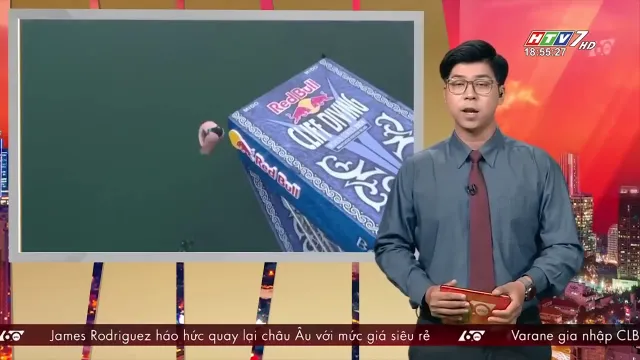 HTV7 HD
18:55:27
Red Bull
CLIFF DIVING
Red Bull
James Rodriguez háo hức quay lại châu Âu với mức giá siêu rẻ
Varane gia nhập CLB